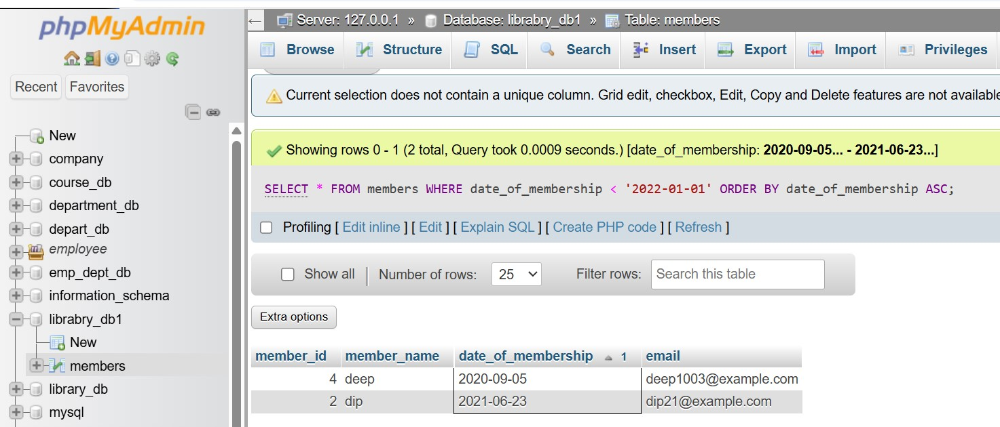 phpMyAdmin
Recent Favorites
New
company
course_db
department_db
depart_db
employee
emp_dept_db
information_schema
librabry_db1
New
members
library_db
mysql
Server: 127.0.0.1 » Database: librabry_db1 » Table: members
Browse Structure SQL Search Insert Export Import Privileges
Current selection does not contain a unique column. Grid edit, checkbox, Edit, Copy and Delete features are not available
Showing rows 0 - 1 (2 total, Query took 0.0009 seconds.) [date_of_membership: 2020-09-05... - 2021-06-23...]
SELECT * FROM members WHERE date_of_membership < '2022-01-01' ORDER BY date_of_membership ASC;
Profiling [ Edit inline ] [ Edit ] [ Explain SQL ] [ Create PHP code ] [ Refresh ]
Show all | Number of rows: 25 Filter rows: Search this table
Extra options
member_id member_name date_of_membership 1 email
4 deep 2020-09-05 deep1003@example.com
2 dip 2021-06-23 dip21@example.com